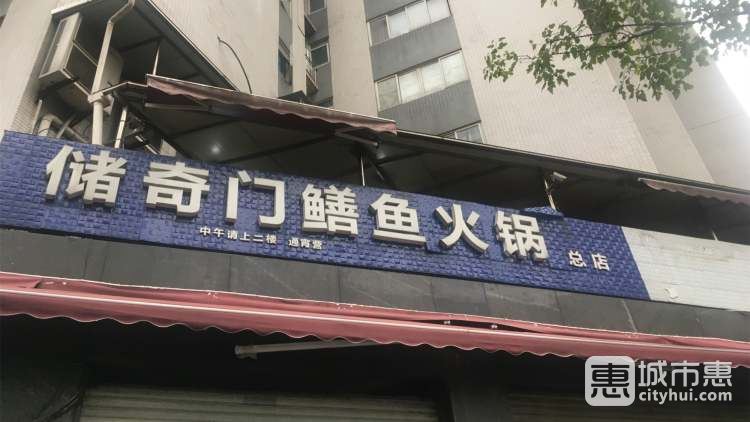 储奇门鳝鱼火锅
中午请上二楼 通宵营
总店
惠 城市惠
cityhui.com